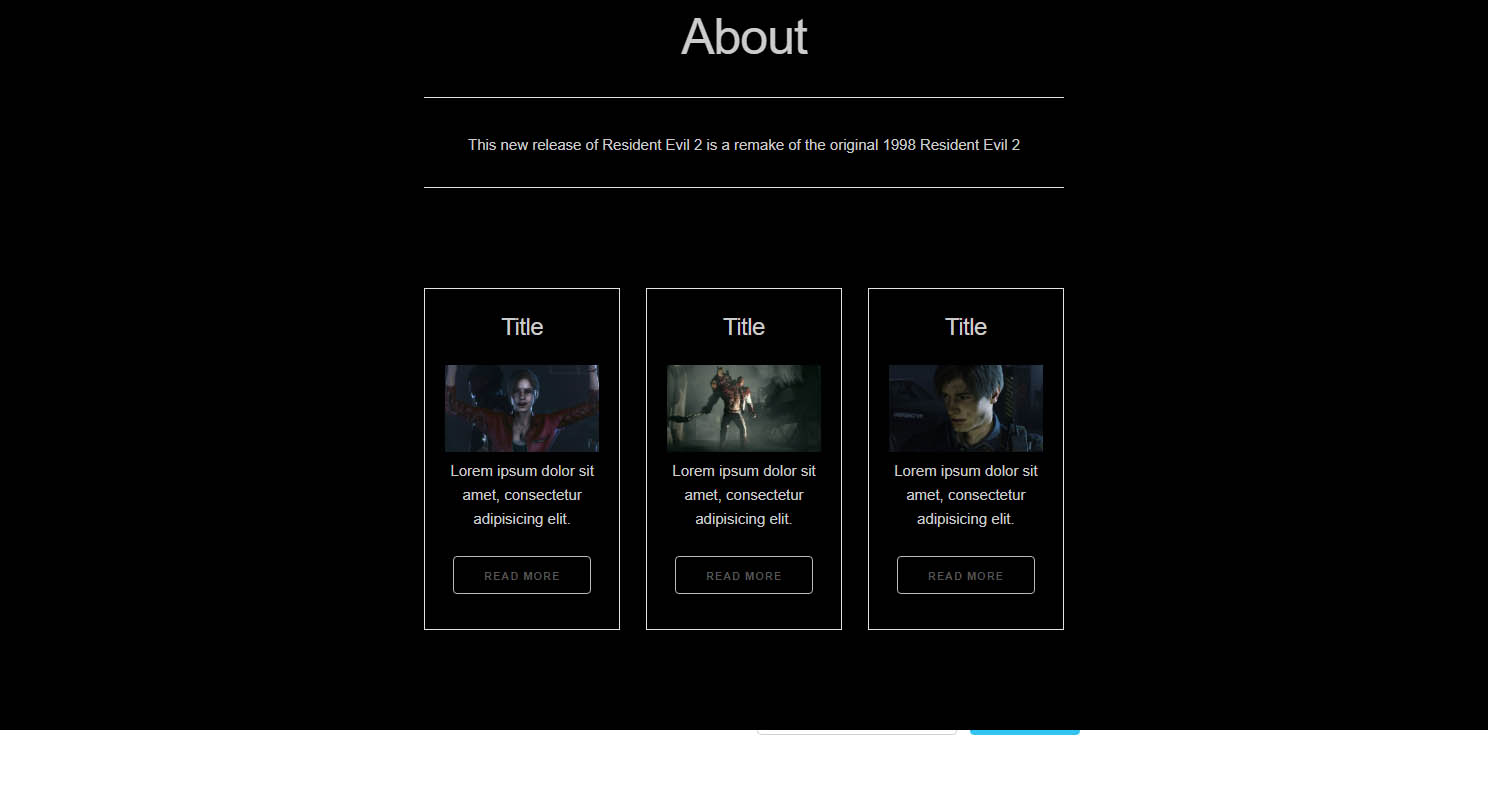 About
This new release of Resident Evil 2 is a remake of the original 1998 Resident Evil 2
Title
Lorem ipsum dolor sit
amet, consectetur
adipisicing elit.
READ MORE
Title
Lorem ipsum dolor sit
amet, consectetur
adipisicing elit.
READ MORE
Title
Lorem ipsum dolor sit
amet, consectetur
adipisicing elit.
READ MORE